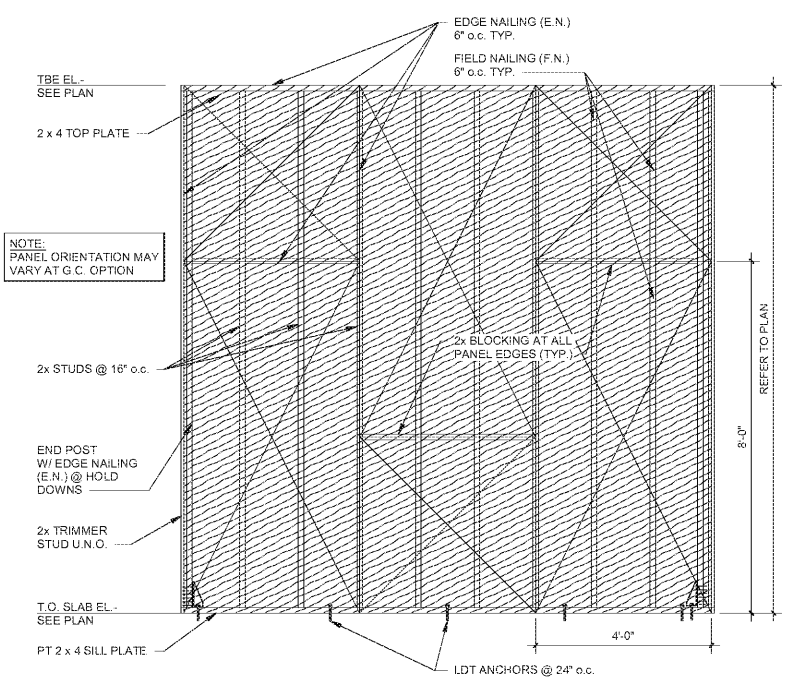 EDGE NAILING (E.N.)
6" o.c. TYP.
FIELD NAILING (F.N.)
6" o.c. TYP.
TBE EL.-
SEE PLAN
2 x 4 TOP PLATE
NOTE:
PANEL ORIENTATION MAY
VARY AT G.C. OPTION
2x BLOCKING AT ALL
PANEL EDGES (TYP.)
2x STUDS @ 16" o.c.
REFER TO PLAN
8'-0"
END POST
W/ EDGE NAILING
(E.N.) @ HOLD
DOWNS
2x TRIMMER
STUD U.N.O.
T.O. SLAB EL.-
SEE PLAN
4'-0"
PT 2 x 4 SILL PLATE
LDT ANCHORS @ 24" o.c.